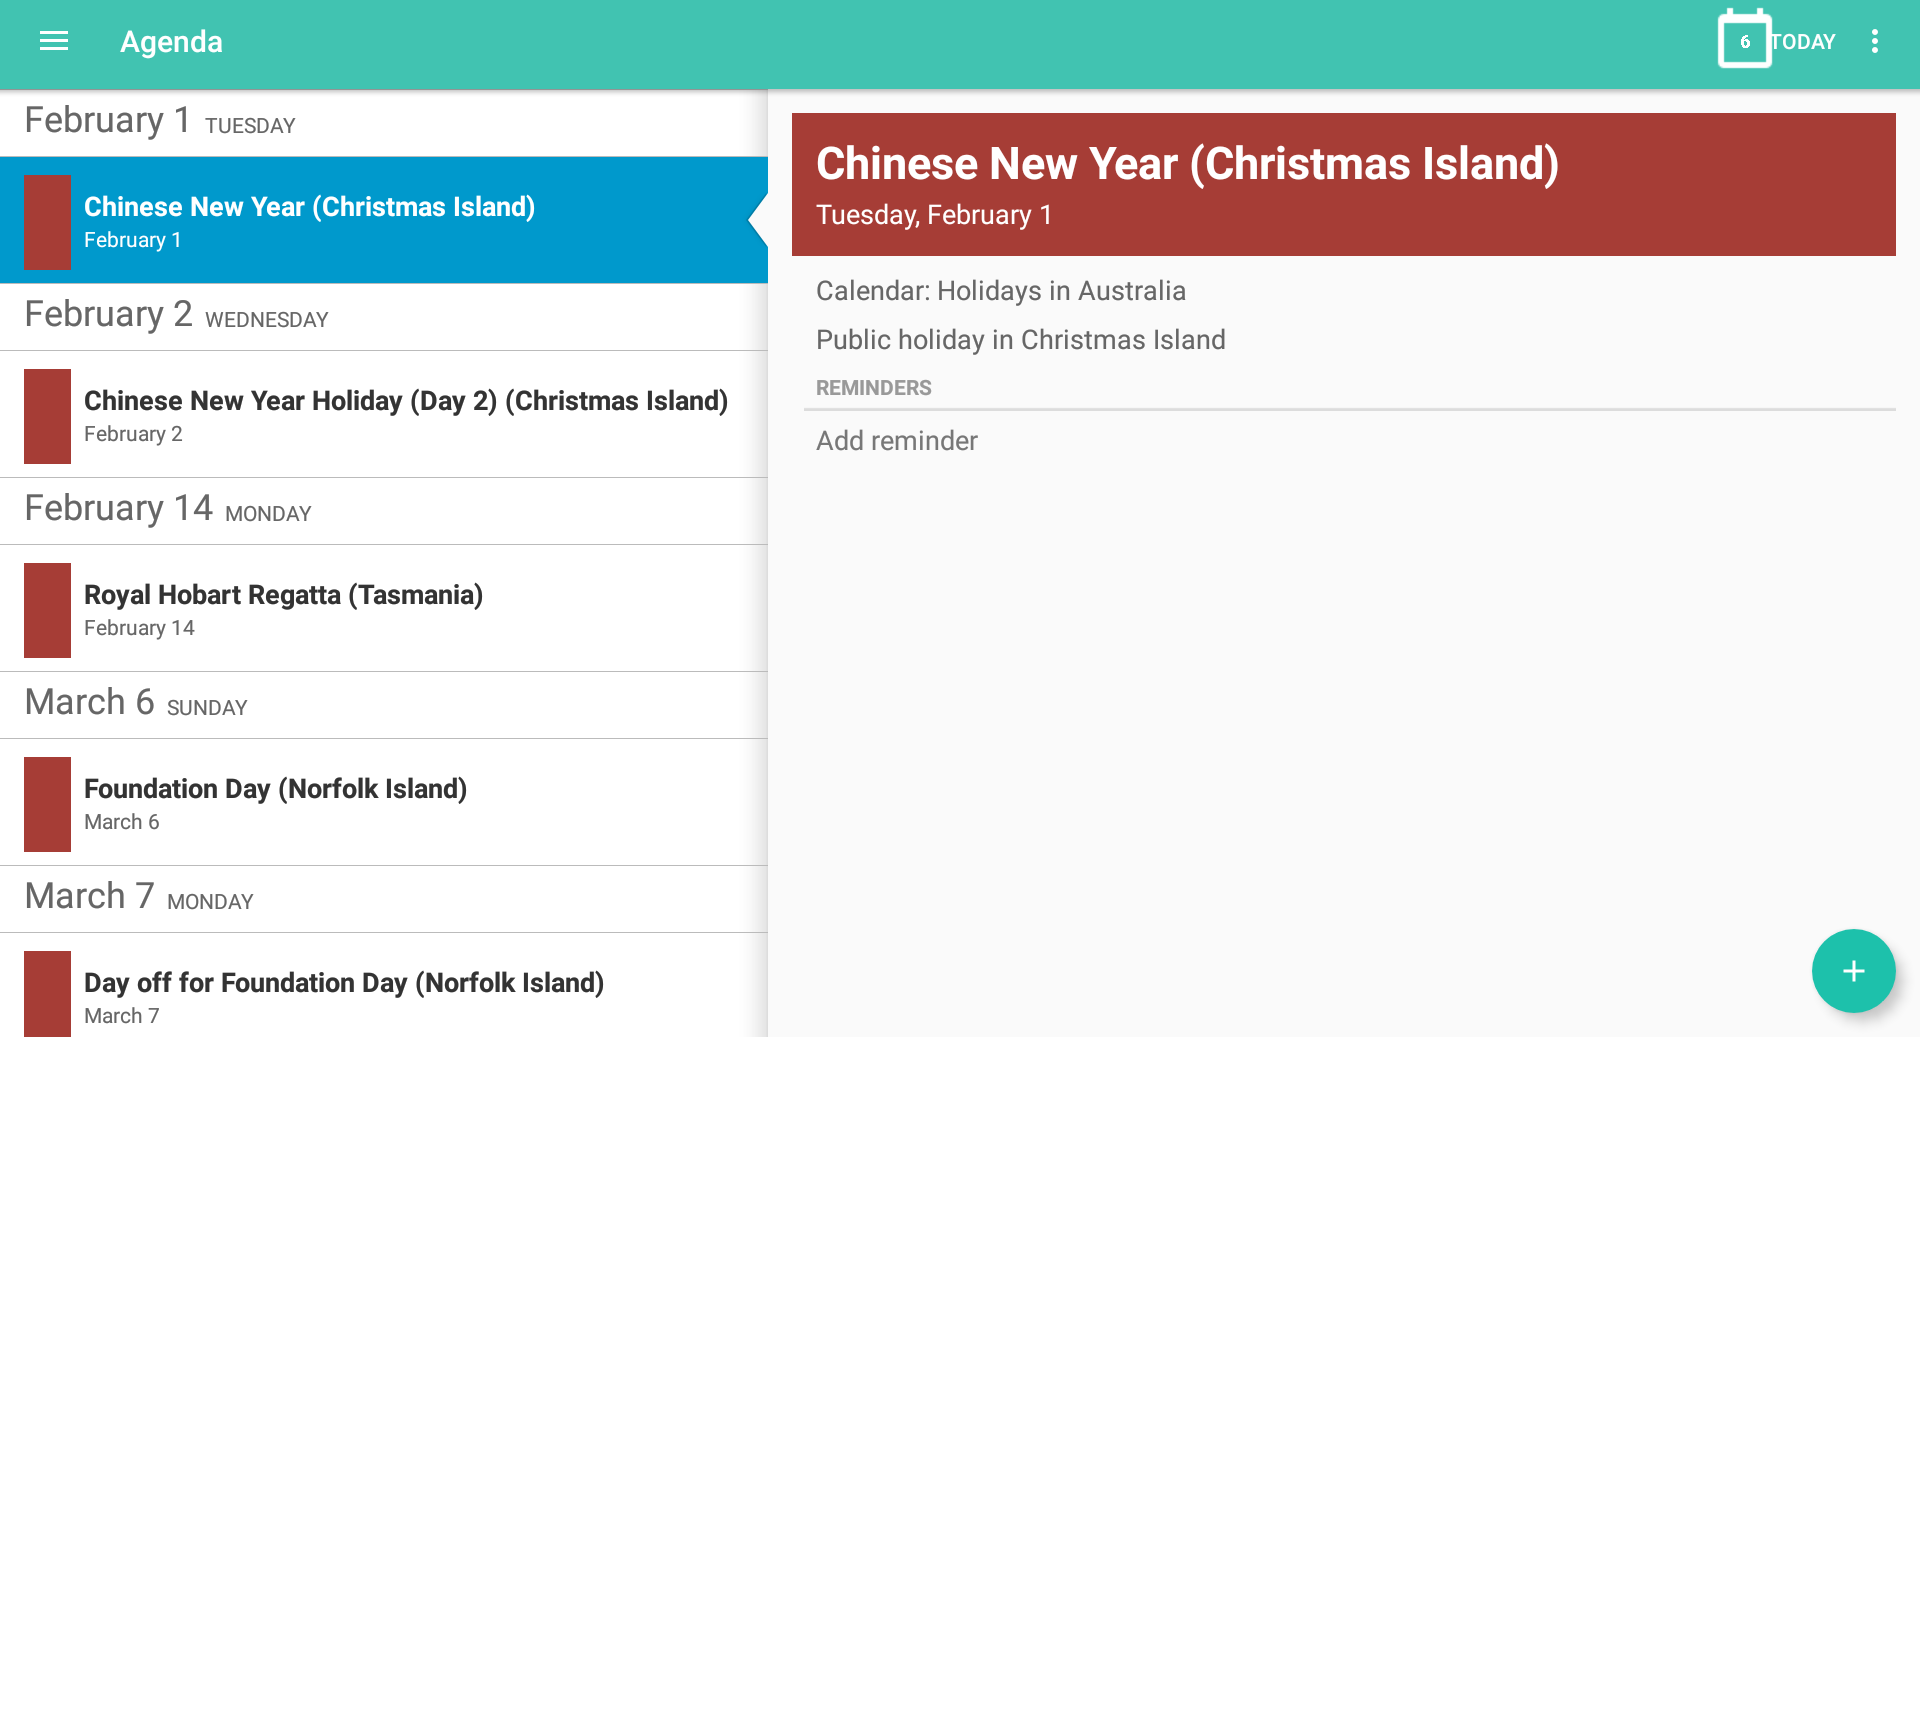 Agenda
6 TODAY
February 1 TUESDAY
Chinese New Year (Christmas Island)
February 1
February 2 WEDNESDAY
Chinese New Year Holiday (Day 2) (Christmas Island)
February 2
February 14 MONDAY
Royal Hobart Regatta (Tasmania)
February 14
March 6 SUNDAY
Foundation Day (Norfolk Island)
March 6
March 7 MONDAY
Day off for Foundation Day (Norfolk Island)
March 7
Chinese New Year (Christmas Island)
Tuesday, February 1
Calendar: Holidays in Australia
Public holiday in Christmas Island
REMINDERS
Add reminder